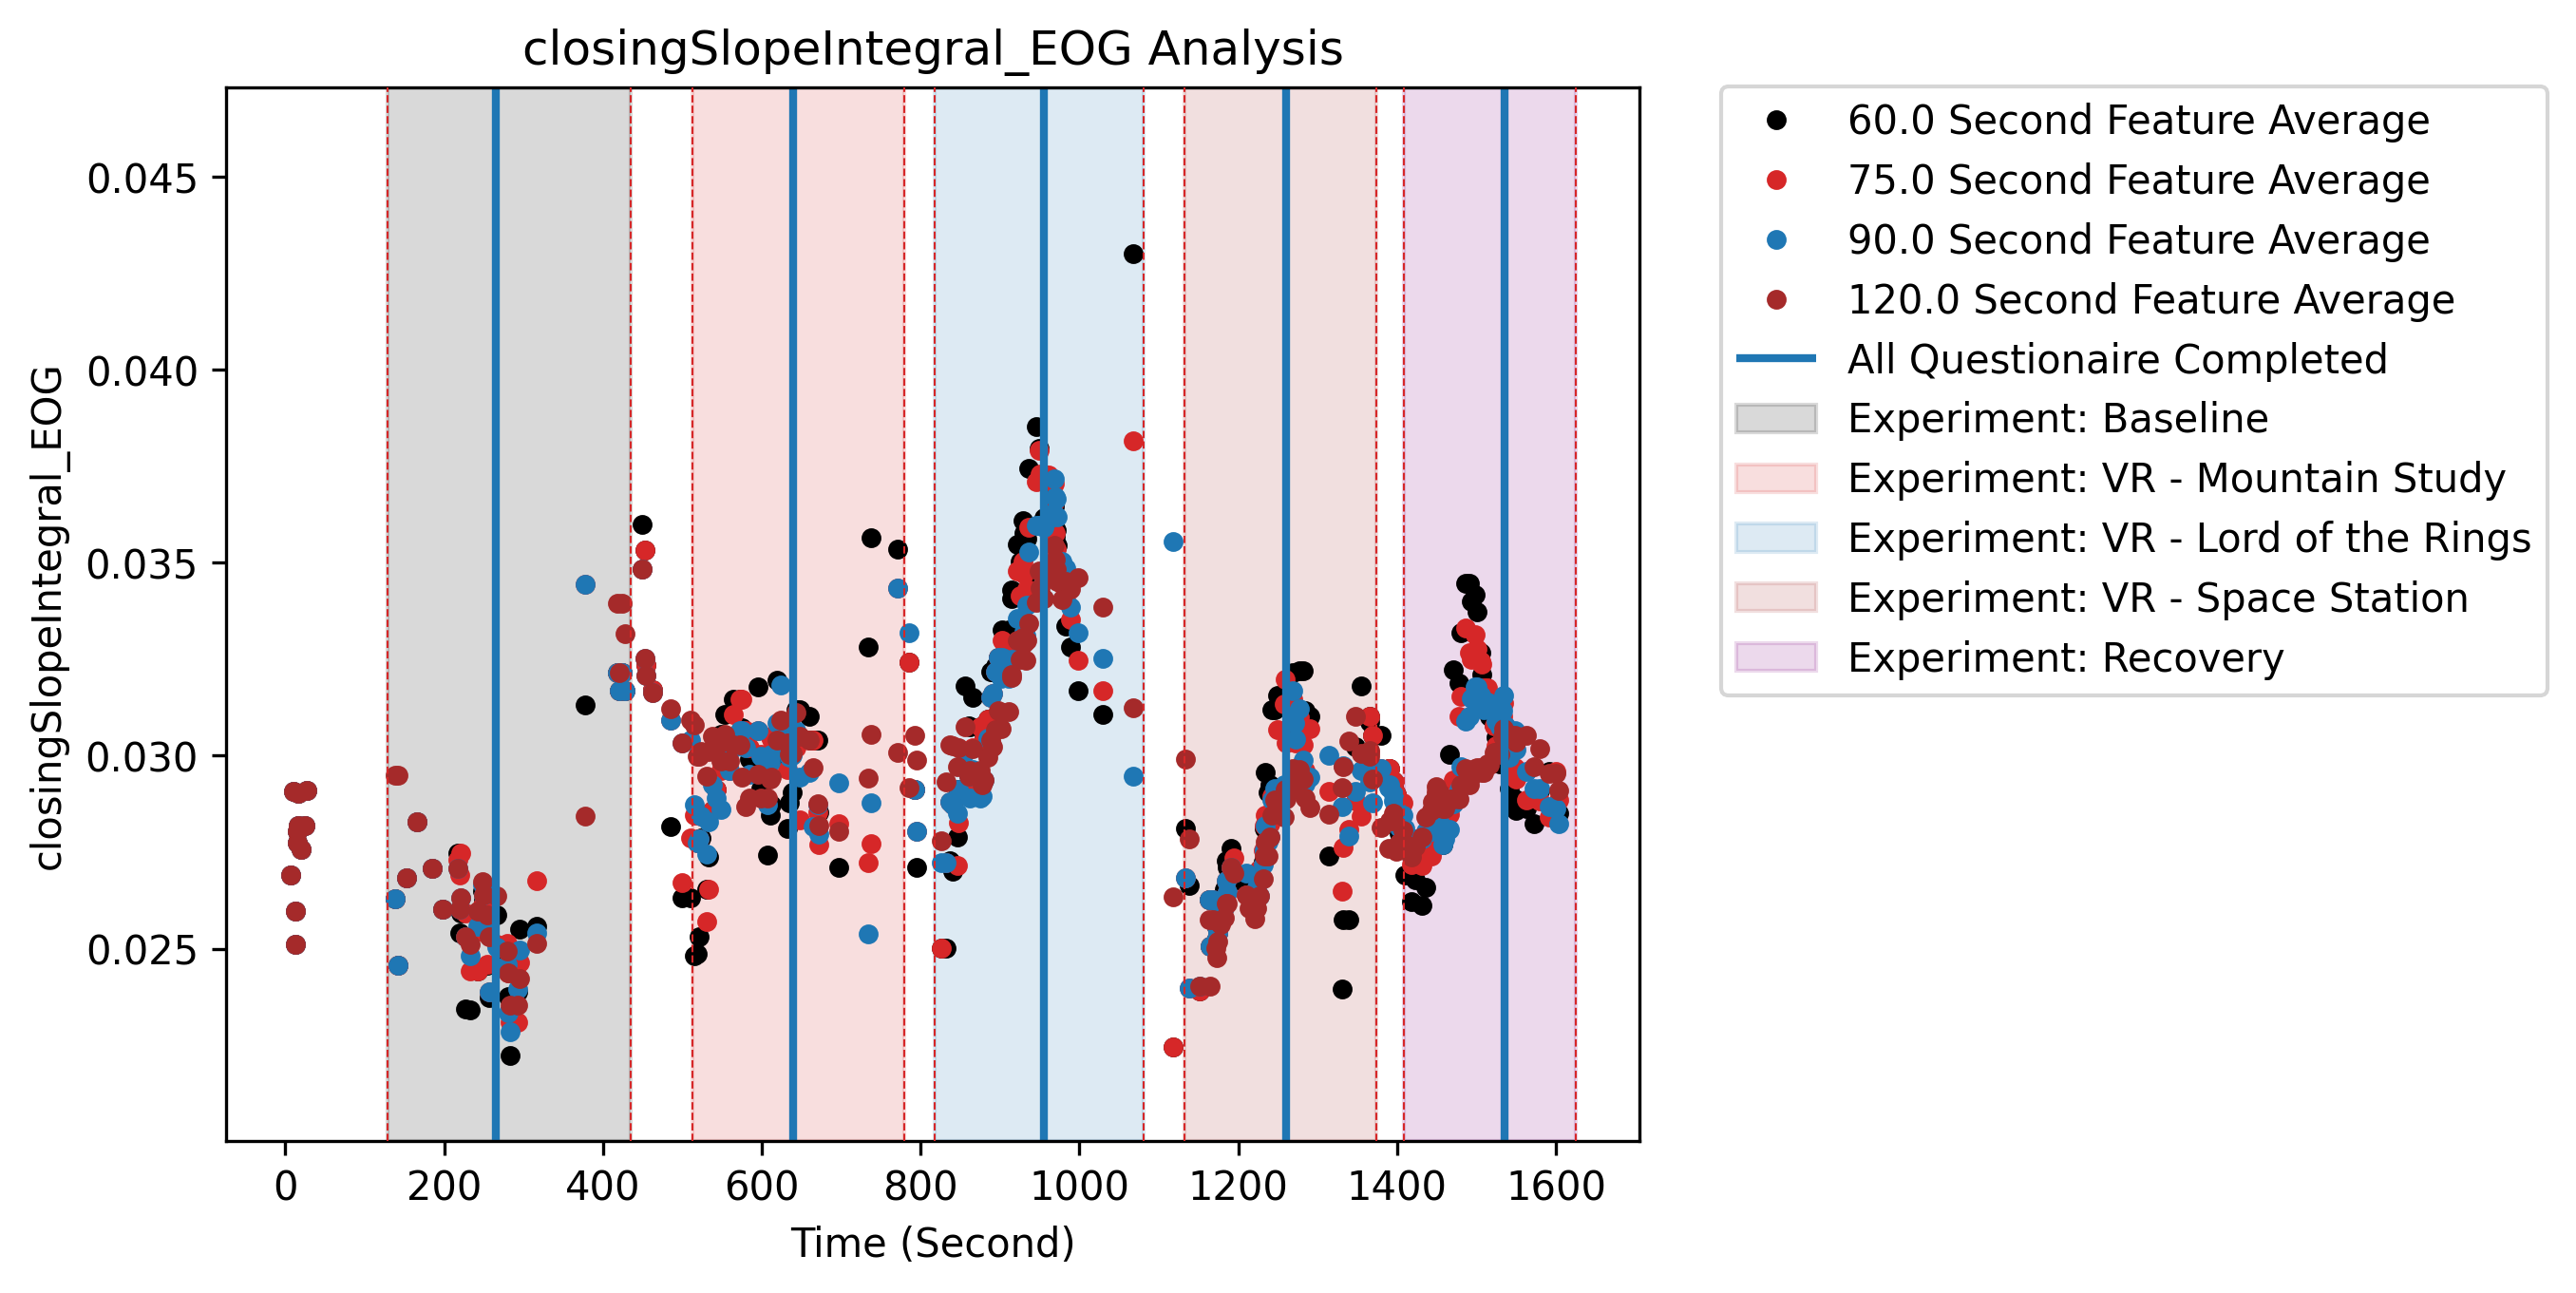 closingSlopeIntegral_EOG Analysis
closingSlopeIntegral_EOG
0.045
0.040
0.035
0.030
0.025
0 200 400 600 800 1000 1200 1400 1600
Time (Second)
60.0 Second Feature Average
75.0 Second Feature Average
90.0 Second Feature Average
120.0 Second Feature Average
All Questionaire Completed
Experiment: Baseline
Experiment: VR - Mountain Study
Experiment: VR - Lord of the Rings
Experiment: VR - Space Station
Experiment: Recovery